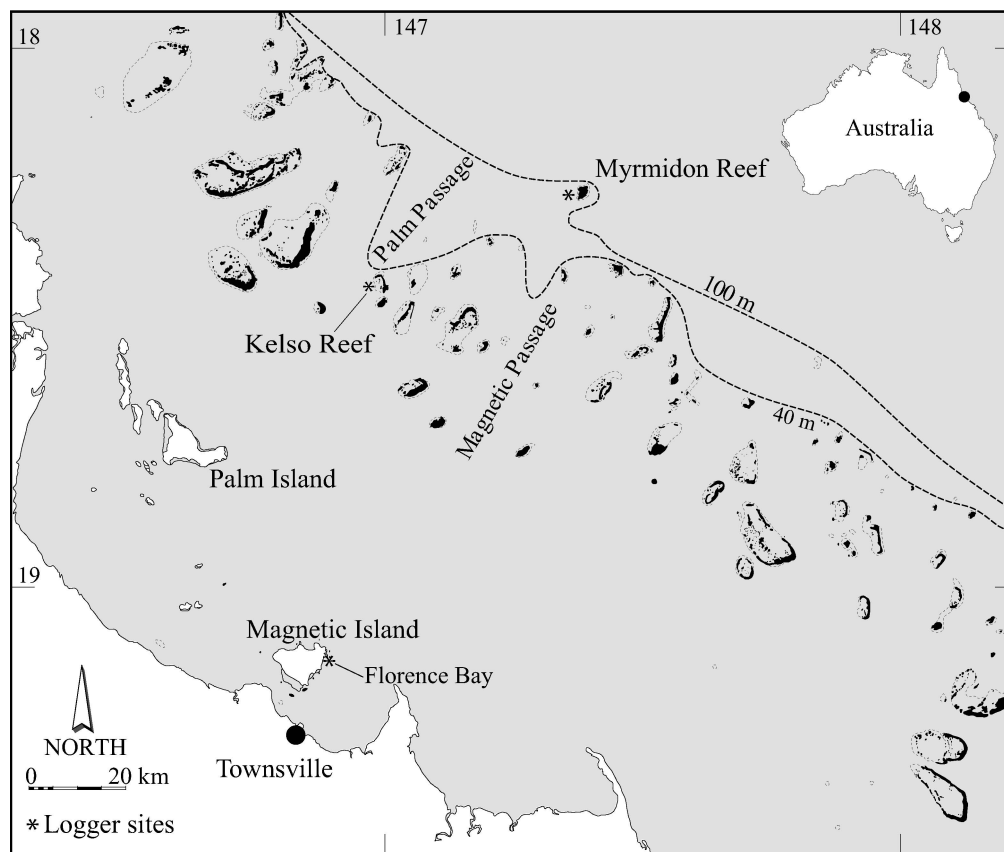 18
147
148
Australia
Myrmidon Reef
*
Palm Passage
100 m
*
Kelso Reef
Magnetic Passage
40 m
Palm Island
19
Magnetic Island
*
Florence Bay
NORTH
Townsville
0 20 km
* Logger sites